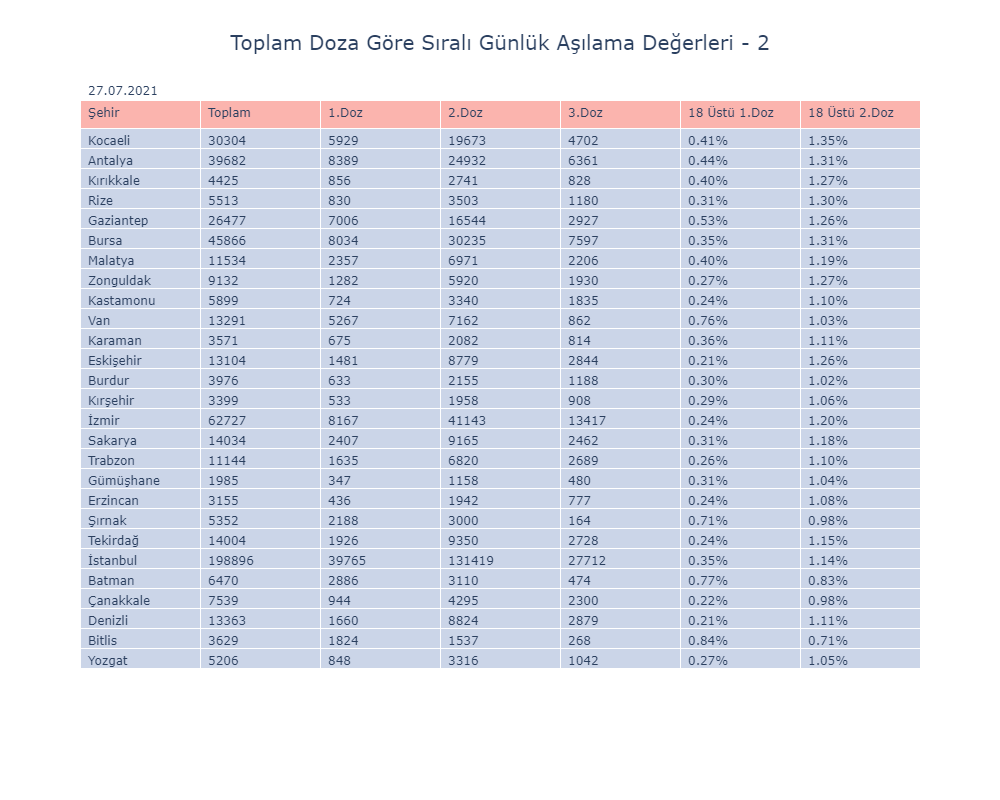 Toplam Doza Göre Sıralı Günlük Aşılama Değerleri - 2
27.07.2021
Şehir Toplam 1.Doz 2.Doz 3.Doz 18 Üstü 1.Doz 18 Üstü 2.Doz
Kocaeli 30304 5929 19673 4702 0.41% 1.35%
Antalya 39682 8389 24932 6361 0.44% 1.31%
Kırıkkale 4425 856 2741 828 0.40% 1.27%
Rize 5513 830 3503 1180 0.31% 1.30%
Gaziantep 26477 7006 16544 2927 0.53% 1.26%
Bursa 45866 8034 30235 7597 0.35% 1.31%
Malatya 11534 2357 6971 2206 0.40% 1.19%
Zonguldak 9132 1282 5920 1930 0.27% 1.27%
Kastamonu 5899 724 3340 1835 0.24% 1.10%
Van 13291 5267 7162 862 0.76% 1.03%
Karaman 3571 675 2082 814 0.36% 1.11%
Eskişehir 13104 1481 8779 2844 0.21% 1.26%
Burdur 3976 633 2155 1188 0.30% 1.02%
Kırşehir 3399 533 1958 908 0.29% 1.06%
İzmir 62727 8167 41143 13417 0.24% 1.20%
Sakarya 14034 2407 9165 2462 0.31% 1.18%
Trabzon 11144 1635 6820 2689 0.26% 1.10%
Gümüşhane 1985 347 1158 480 0.31% 1.04%
Erzincan 3155 436 1942 777 0.24% 1.08%
Şırnak 5352 2188 3000 164 0.71% 0.98%
Tekirdağ 14004 1926 9350 2728 0.24% 1.15%
İstanbul 198896 39765 131419 27712 0.35% 1.14%
Batman 6470 2886 3110 474 0.77% 0.83%
Çanakkale 7539 944 4295 2300 0.22% 0.98%
Denizli 13363 1660 8824 2879 0.21% 1.11%
Bitlis 3629 1824 1537 268 0.84% 0.71%
Yozgat 5206 848 3316 1042 0.27% 1.05%